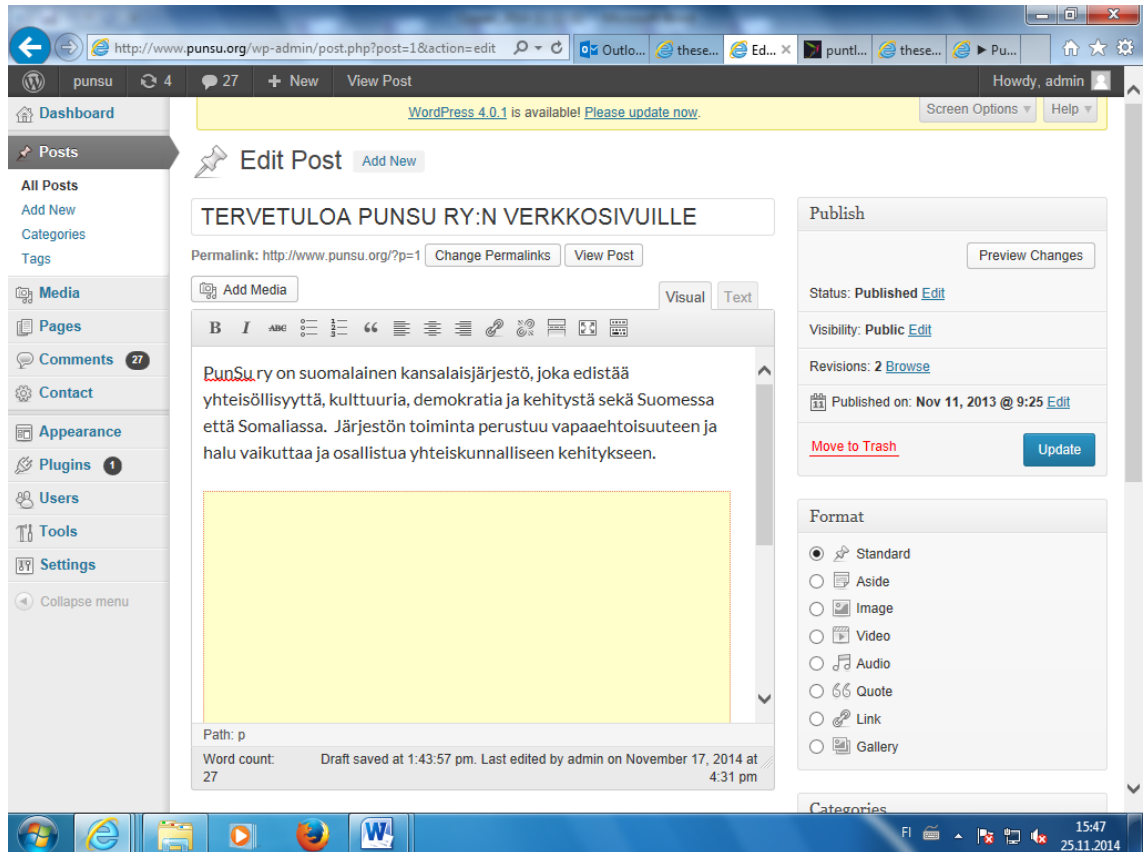 http://www.punsu.org/wp-admin/post.php?post=1&action=edit
Outlo...
these...
Ed...
puntl...
these...
Pu...
punsu
4
27
+ New
View Post
Howdy, admin
WordPress 4.0.1 is available! Please update now.
Screen Options
Help
Dashboard
Posts
All Posts
Add New
Categories
Tags
Media
Pages
Comments 27
Contact
Appearance
Plugins 1
Users
Tools
Settings
Collapse menu
Edit Post Add New
TERVETULOA PUNSU RY:N VERKKOSIVUILLE
Permalink: http://www.punsu.org/?p=1 Change Permalinks View Post
Add Media
Visual Text
B I ABC
PunSu ry on suomalainen kansalaisjärjestö, joka edistää
yhteisöllisyyttä, kulttuuria, demokratia ja kehitystä sekä Suomessa
että Somaliassa. Järjestön toiminta perustuu vapaaehtoisuuteen ja
halu vaikuttaa ja osallistua yhteiskunnalliseen kehitykseen.
Path: p
Word count: 27
Draft saved at 1:43:57 pm. Last edited by admin on November 17, 2014 at
4:31 pm
Publish
Preview Changes
Status: Published Edit
Visibility: Public Edit
Revisions: 2 Browse
Published on: Nov 11, 2013 @ 9:25 Edit
Move to Trash
Update
Format
Standard
Aside
Image
Video
Audio
Quote
Link
Gallery
Categories
FI
15:47
25.11.2014